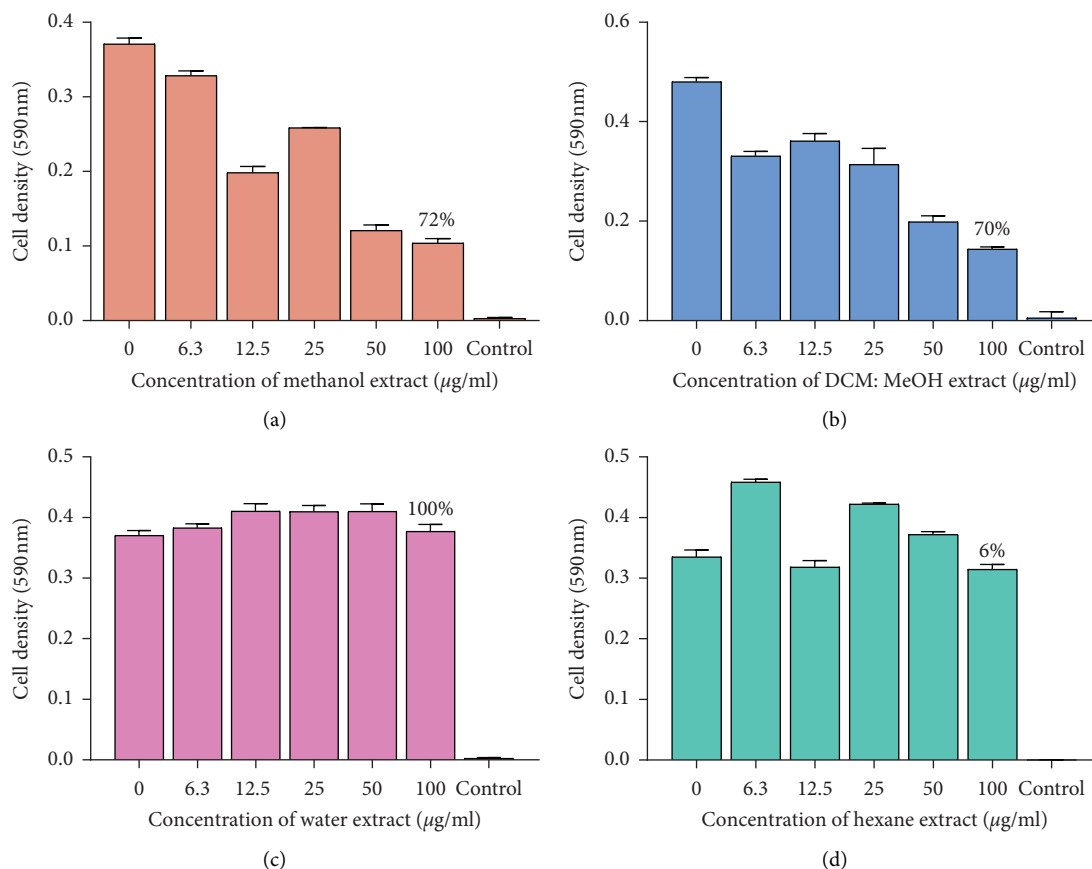 0.4
0.3
0.2
0.1
0.0
Cell density (590 nm)
72%
0 6.3 12.5 25 50 100 Control
Concentration of methanol extract (μg/ml)
(a)
0.6
0.4
0.2
0.0
Cell density (590 nm)
70%
0 6.3 12.5 25 50 100 Control
Concentration of DCM: MeOH extract (μg/ml)
(b)
0.5
0.4
0.3
0.2
0.1
0.0
Cell density (590 nm)
100%
0 6.3 12.5 25 50 100 Control
Concentration of water extract (μg/ml)
(c)
0.5
0.4
0.3
0.2
0.1
0.0
Cell density (590 nm)
6%
0 6.3 12.5 25 50 100 Control
Concentration of hexane extract (μg/ml)
(d)